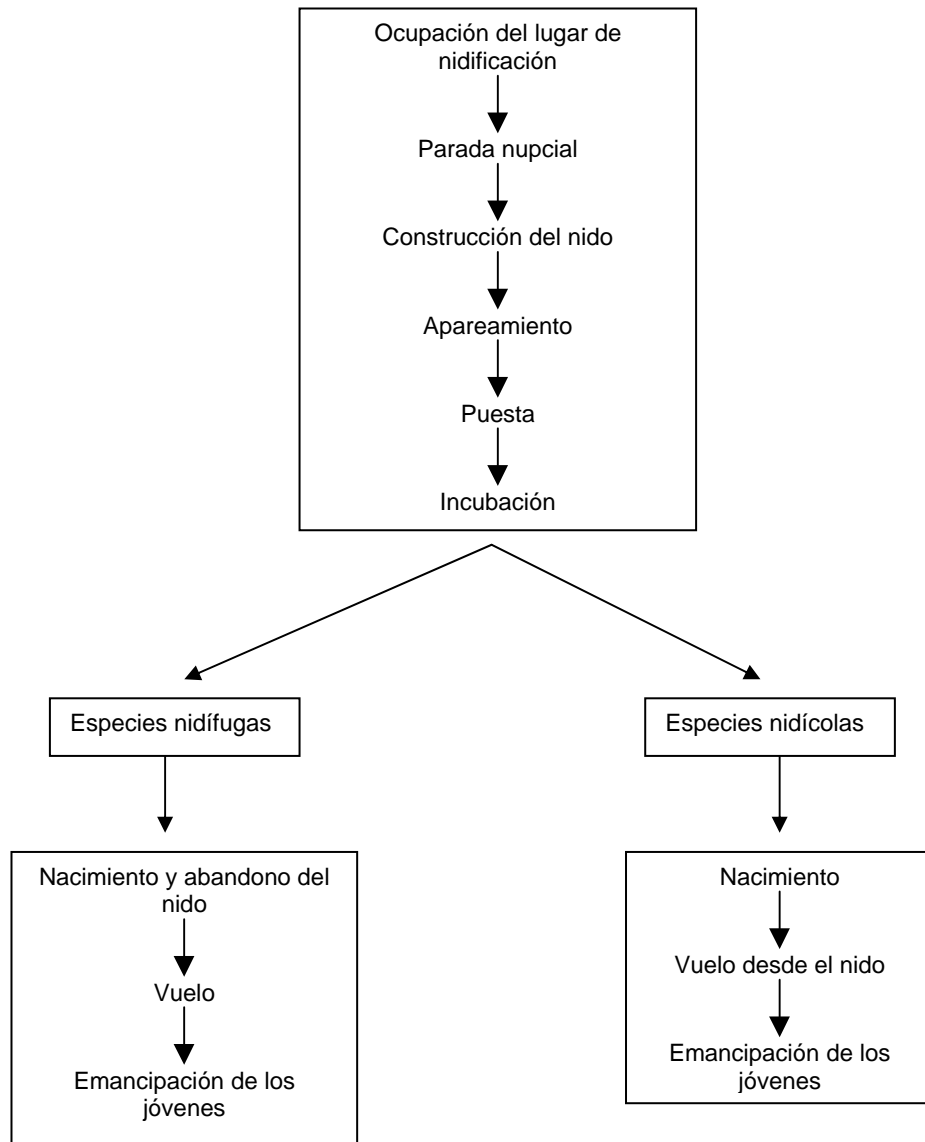 Ocupación del lugar de
nidificación
Parada nupcial
Construcción del nido
Apareamiento
Puesta
Incubación
Especies nidífugas
Especies nidícolas
Nacimiento y abandono del
nido
Vuelo
Emancipación de los
jóvenes
Nacimiento
Vuelo desde el nido
Emancipación de los
jóvenes